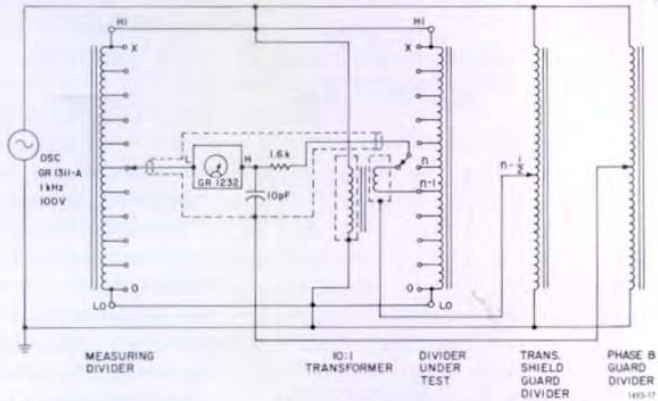 HI
HI
X
X
OSC
GR 1311-A
1 kHz
100V
L
H
GR 1232
1.6k
10pF
n
n-1
n-½
O
O
LO
LO
MEASURING
DIVIDER
10:1
TRANSFORMER
DIVIDER
UNDER
TEST
TRANS.
SHIELD
GUARD
DIVIDER
PHASE B
GUARD
DIVIDER
1493-17